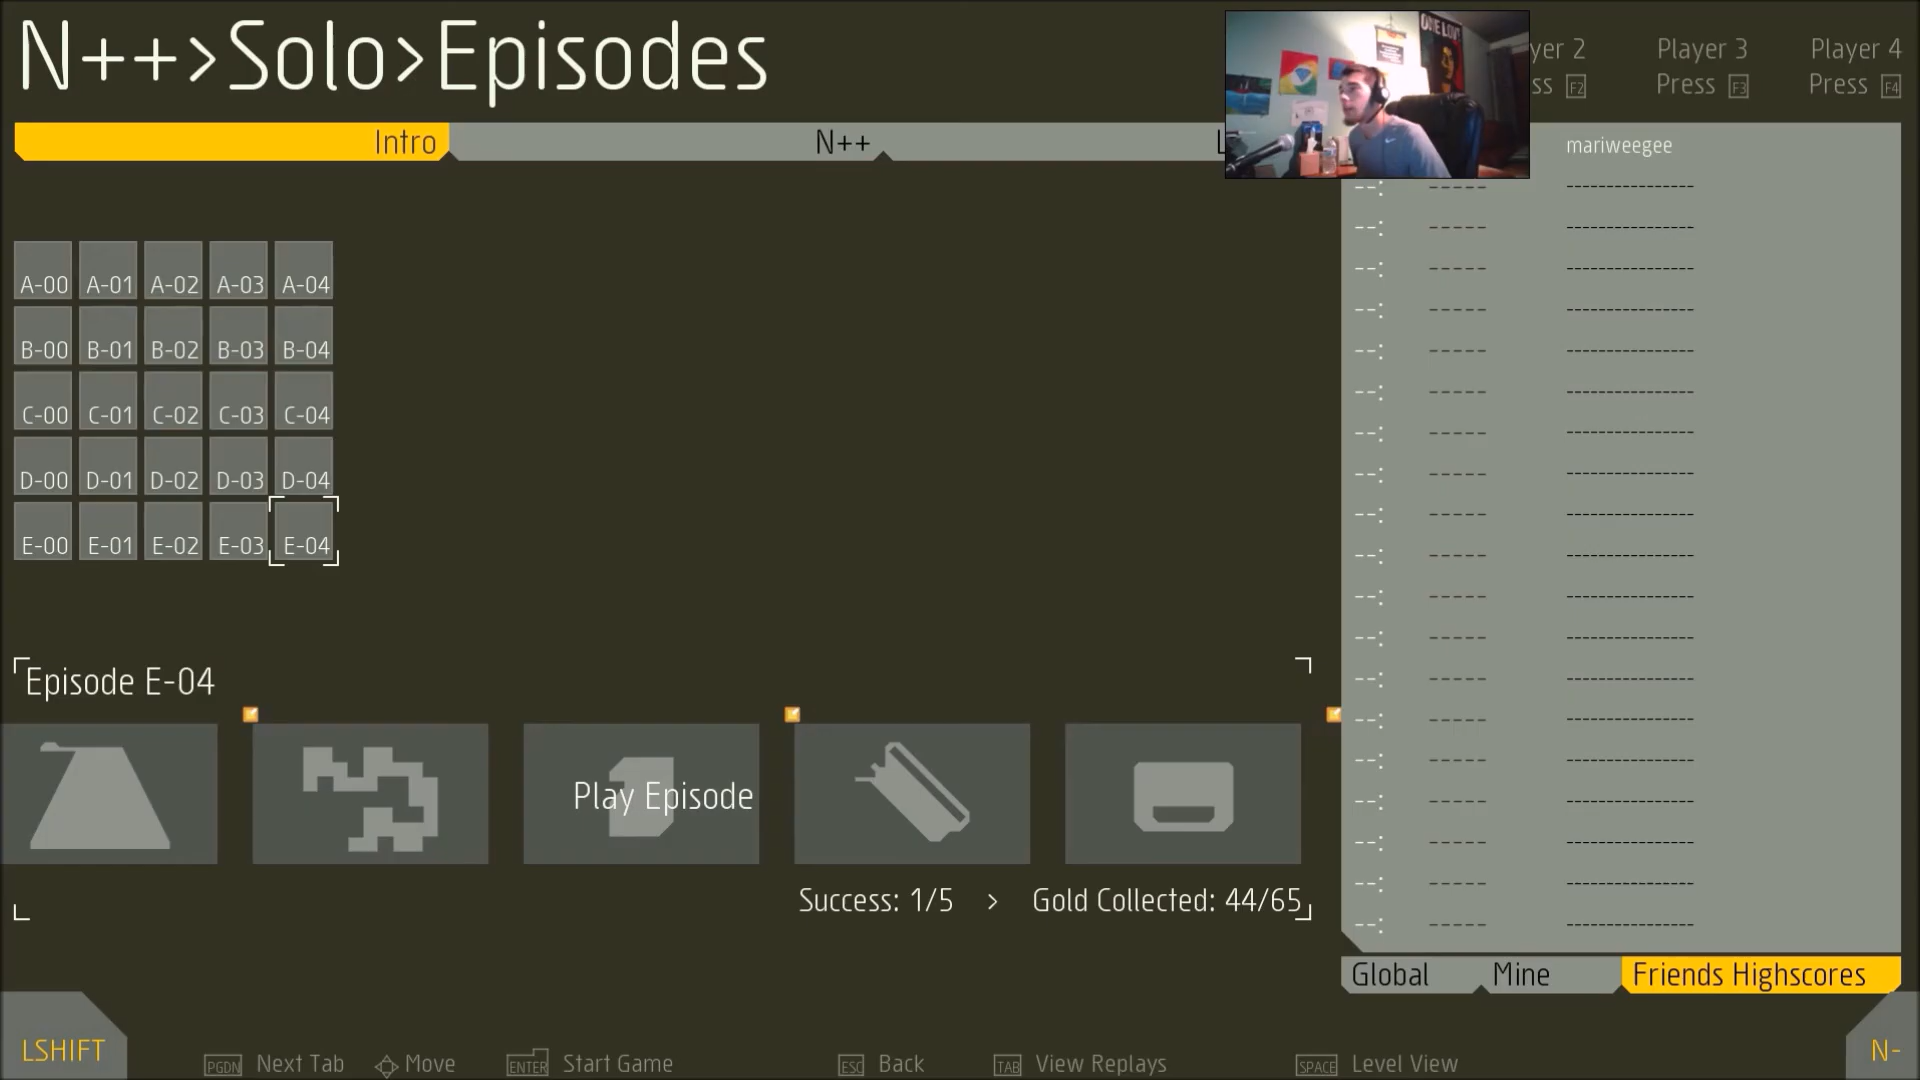 N++>Solo>Episodes
Player 3
Player 4
Press F2
Press F3
Press F4
Intro
N++
ONE LOVE
mariweegee
A-00 A-01 A-02 A-03 A-04
B-00 B-01 B-02 B-03 B-04
C-00 C-01 C-02 C-03 C-04
D-00 D-01 D-02 D-03 D-04
E-00 E-01 E-02 E-03 E-04
Episode E-04
Play Episode
Success: 1/5 > Gold Collected: 44/65
Global Mine Friends Highscores
LSHIFT
PGDN Next Tab Move ENTER Start Game ESC Back TAB View Replays SPACE Level View
N-